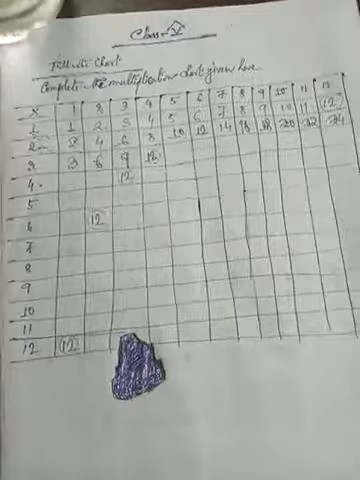 Class - V
Fill the Chart
Complete the multiplication chart given here
X 1 2 3 4 5 6 7 8 9 10 11 12
1 1 2 3 4 5 6 7 8 9 10 11 12
2 2 4 6 8 10 12 14 16 18 20 22 24
3 3 6 9 12
4 12
5
6 12
7
8
9
10
11
12 12